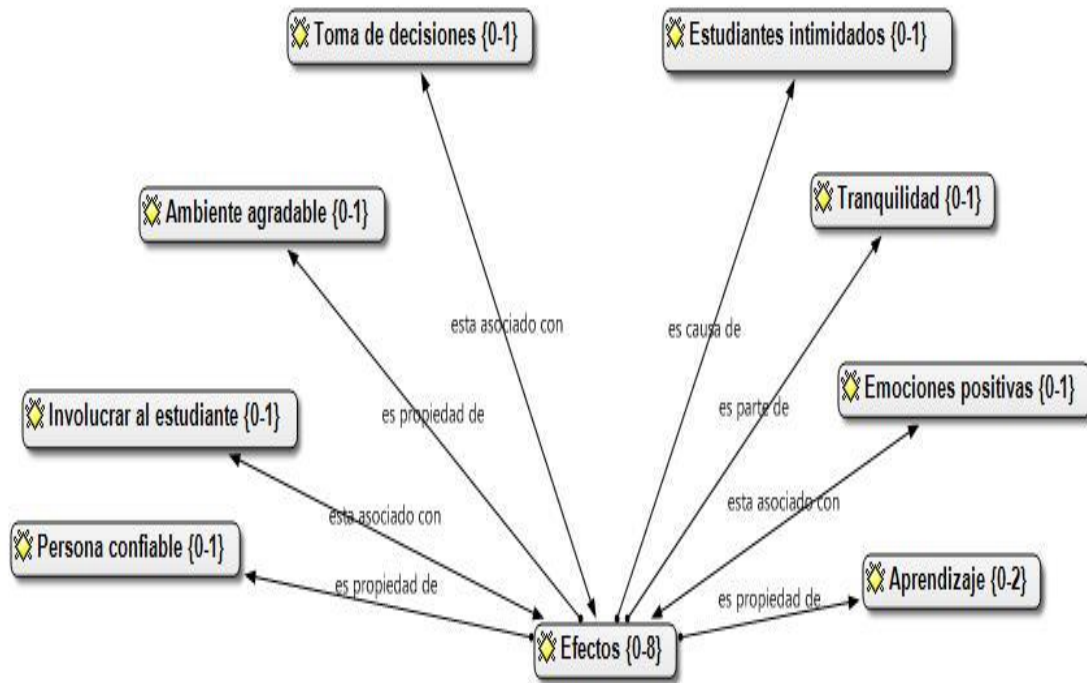 Toma de decisiones {0-1}
Estudiantes intimidados {0-1}
Ambiente agradable {0-1}
Tranquilidad {0-1}
esta asociado con
es causa de
Involucrar al estudiante {0-1}
es propiedad de
es parte de
Emociones positivas {0-1}
Persona confiable {0-1}
esta asociado con
esta asociado con
es propiedad de
es propiedad de
Aprendizaje {0-2}
Efectos {0-8}